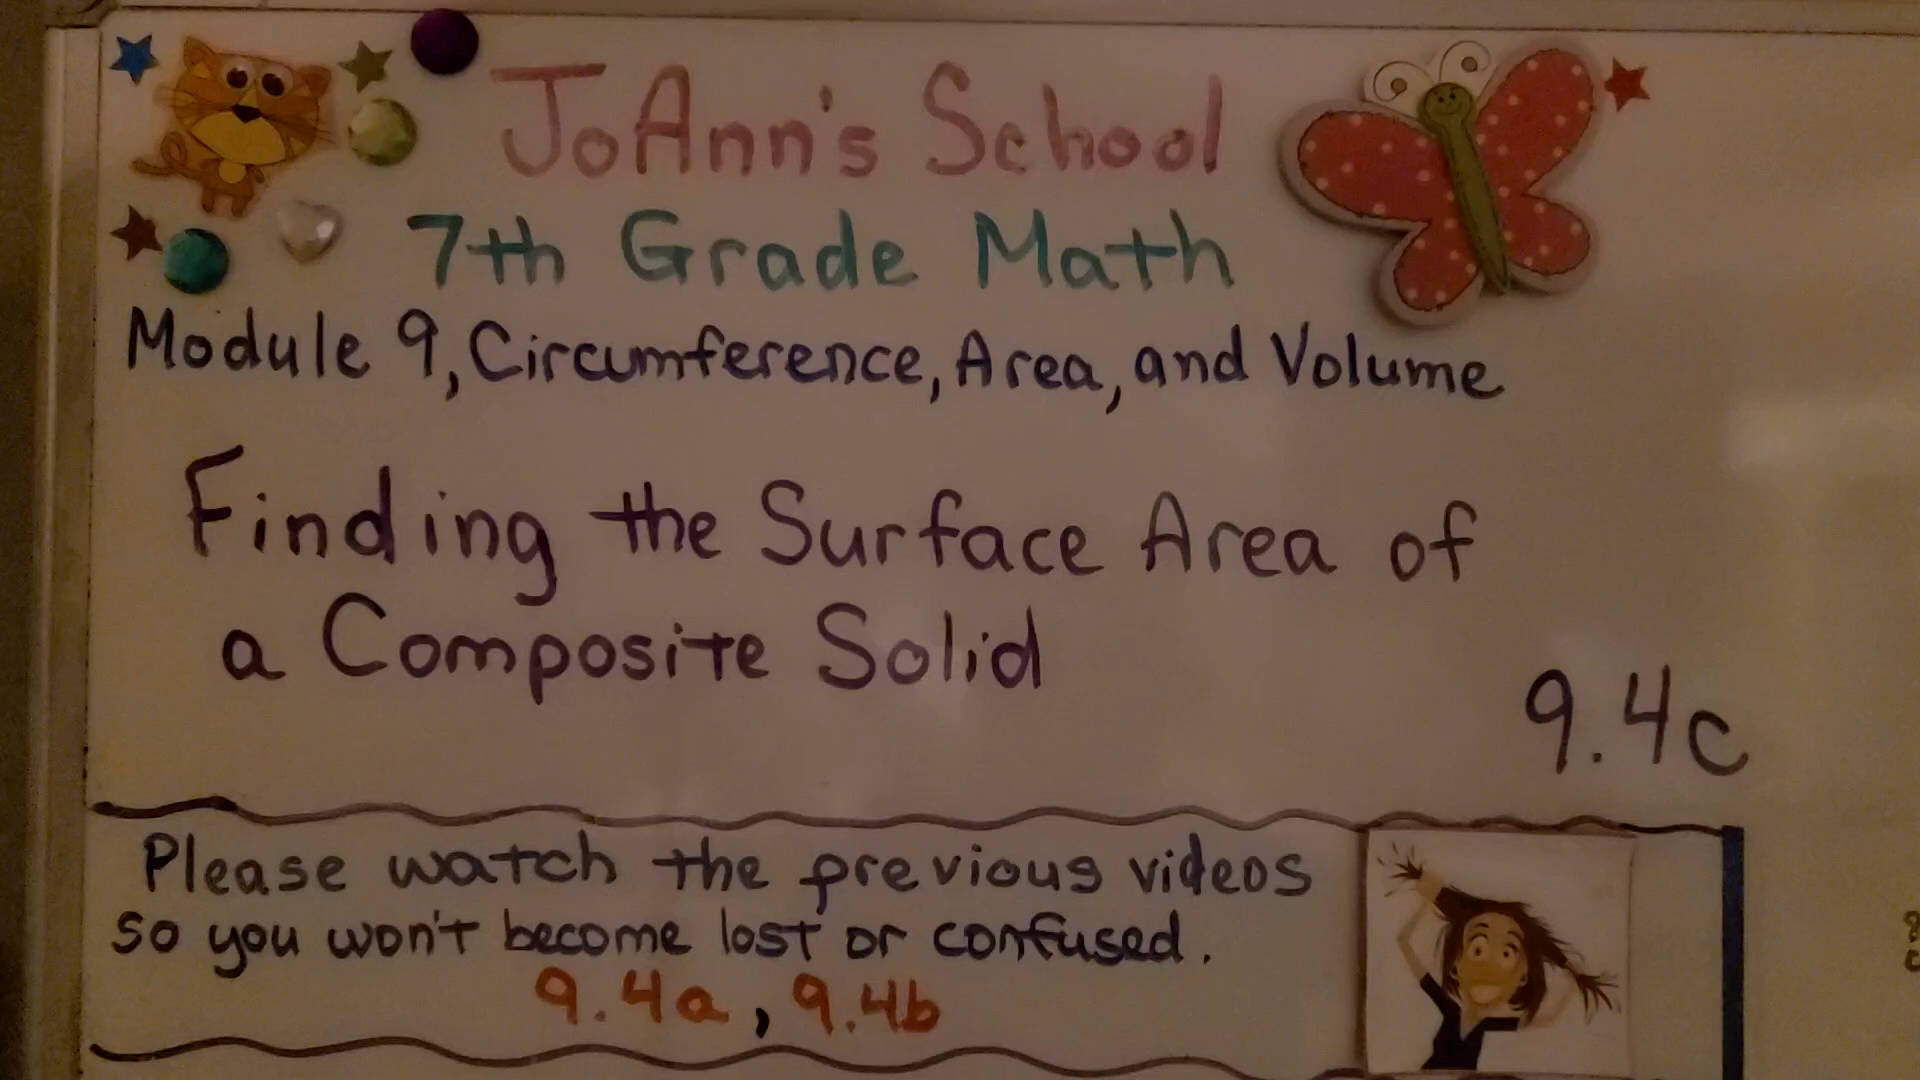 JoAnn's School
7th Grade Math
Module 9, Circumference, Area, and Volume
Finding the Surface Area of
a Composite Solid
9.4c
Please watch the previous videos
so you won't become lost or confused.
9.4a, 9.4b